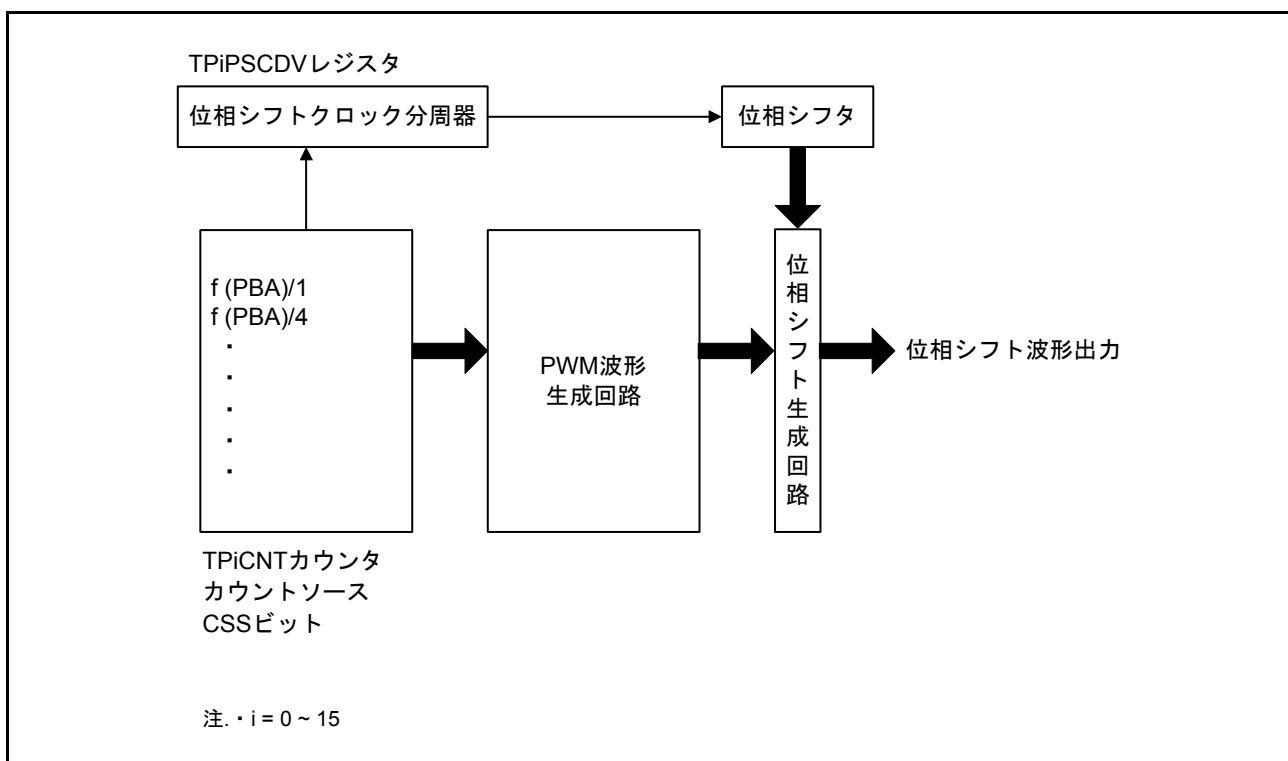 TPiPSCDVレジスタ
位相シフトクロック分周器
位相シフタ
f (PBA)/1
f (PBA)/4
・
・
・
・
・
PWM波形
生成回路
位相シフト生成回路
位相シフト波形出力
TPiCNTカウンタ
カウントソース
CSSビット
注.・i = 0 ~ 15